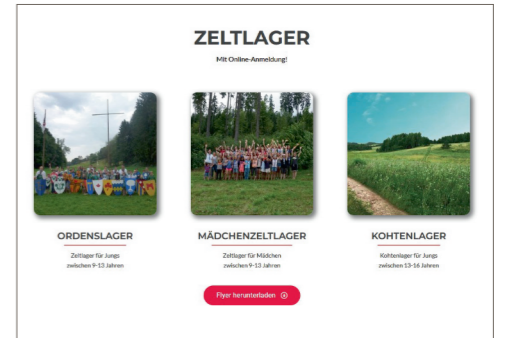 ZELTLAGER
Mit Online-Anmeldung!
ORDENSLAGER
Zeltlager für Jungs
zwischen 9-13 Jahren
MÄDCHENZELTLAGER
Zeltlager für Mädchen
zwischen 9-13 Jahren
KOHTENLAGER
Kohtenlager für Jungs
zwischen 13-16 Jahren
Flyer herunterladen